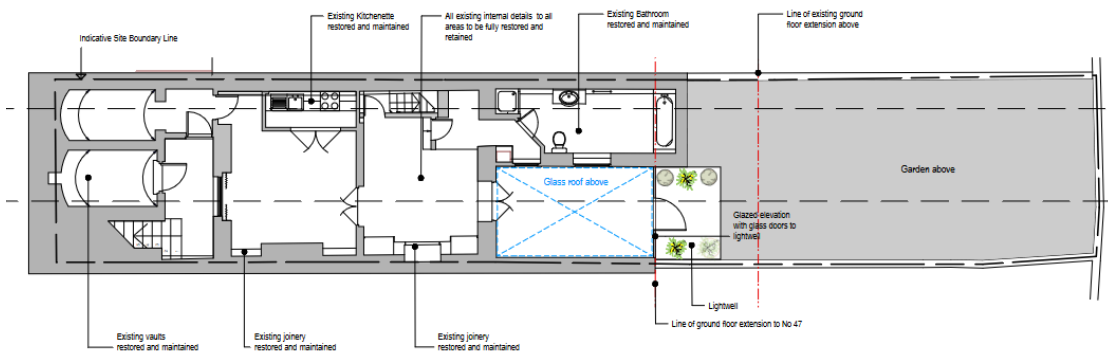 Existing Kitchenette
restored and maintained
All existing internal details to all
areas to be fully restored and
retained
Existing Bathroom
restored and maintained
Line of existing ground
floor extension above
Indicative Site Boundary Line
Glass roof above
Garden above
Glazed elevation
with glass doors to
lightwell
Lightwell
Line of ground floor extension to No 47
Existing vaults
restored and maintained
Existing joinery
restored and maintained
Existing joinery
restored and maintained